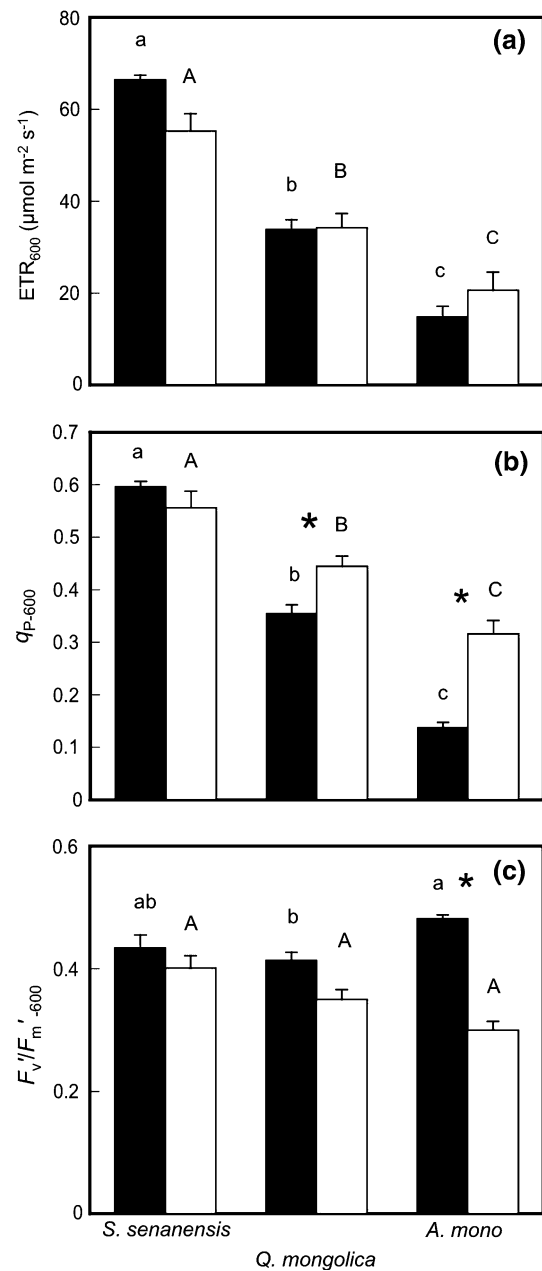 (a)
80
60
40
20
0
ETR600 (µmol m-2 s-1)
a
A
b
B
c
C
(b)
0.7
0.6
0.5
0.4
0.3
0.2
0.1
0
qP-600
a
A
* B
b
* C
c
(c)
0.6
0.4
0.2
0
Fv'/Fm'-600
ab
A
b
A
a *
A
S. senanensis
A. mono
Q. mongolica